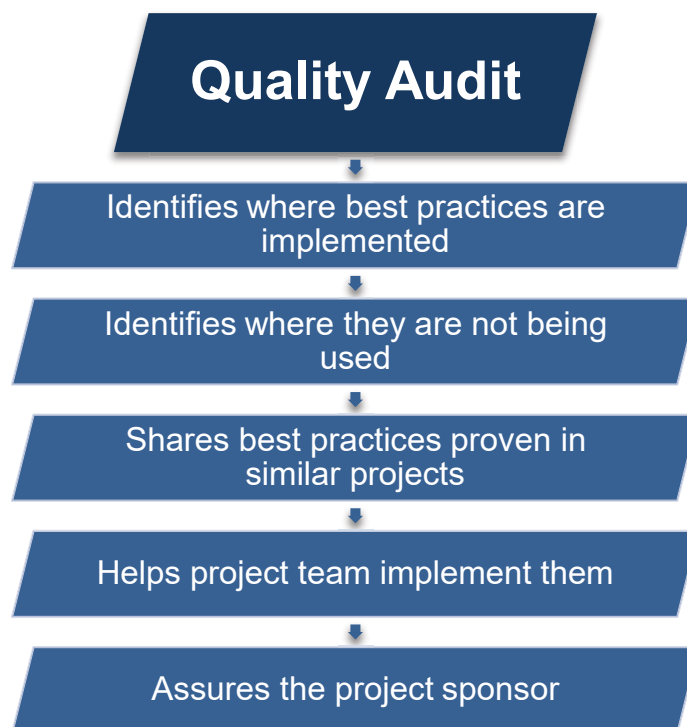 Quality Audit
Identifies where best practices are
implemented
Identifies where they are not being
used
Shares best practices proven in
similar projects
Helps project team implement them
Assures the project sponsor